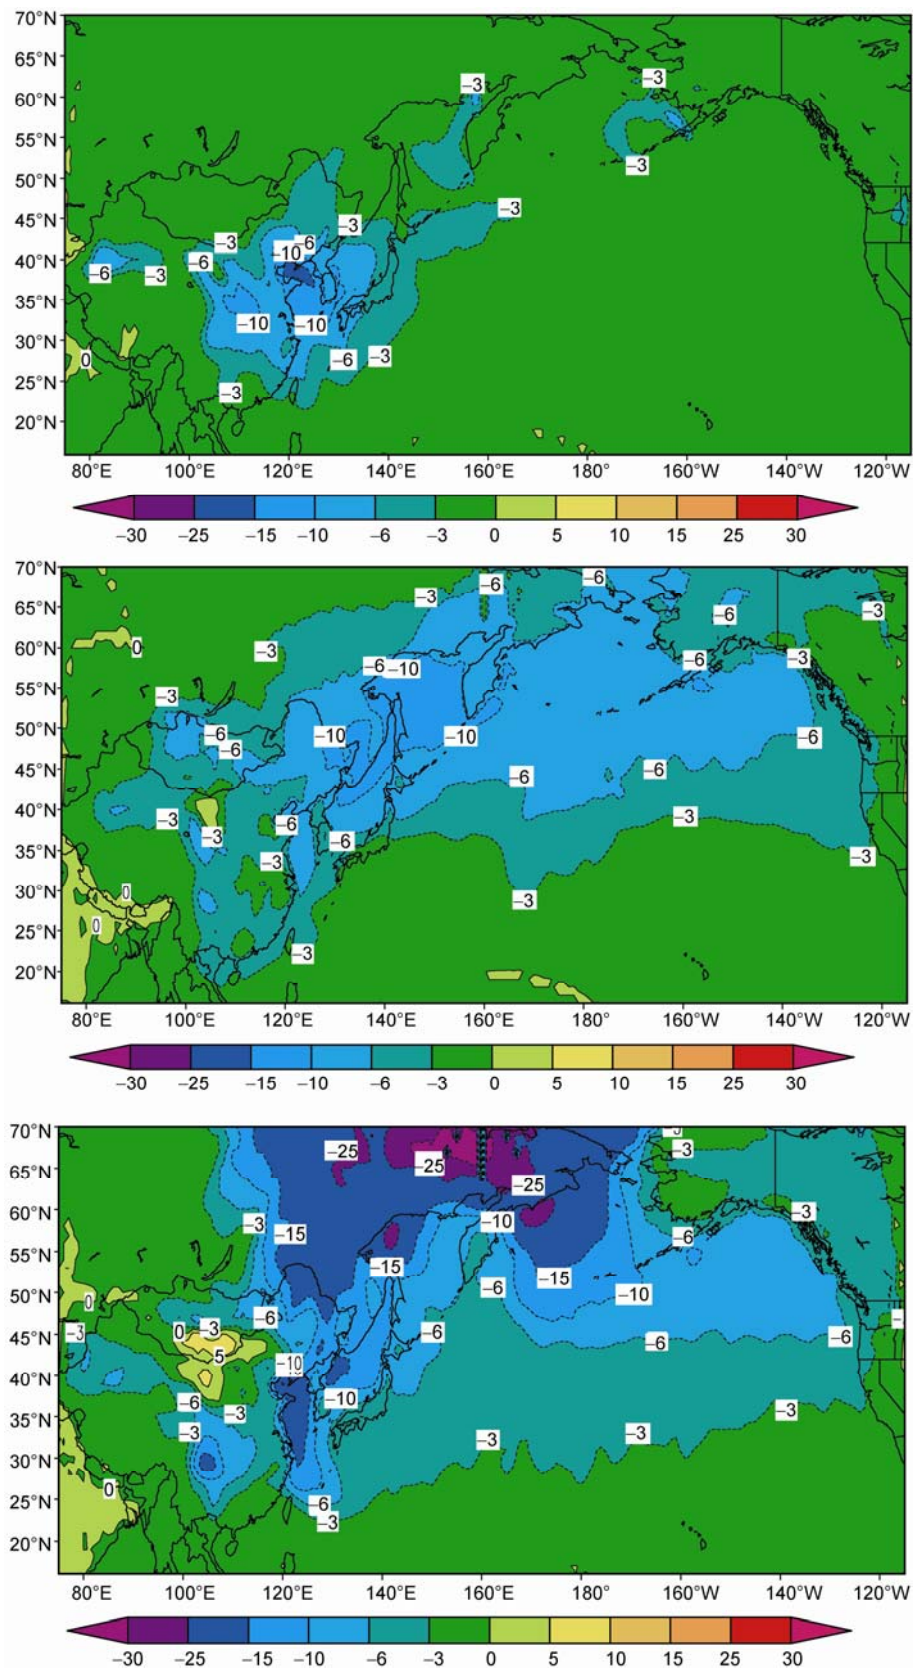 70°N
65°N
−3 −3
60°N
55°N
−3
50°N
−3
45°N −3
−3 −10 −6
40°N −6
−6 −3
35°N
−10 −10
30°N
0 −6 −3
25°N
−3
20°N
80°E 100°E 120°E 140°E 160°E 180° 160°W 140°W 120°W
−30 −25 −15 −10 −6 −3 0 5 10 15 25 30
70°N −6 −6
65°N −3 −6 −3
60°N 0 −3
−6 −10 −6 −3
55°N −3
50°N −6 −10 −10 −6
−6
45°N −6 −6
40°N −3 −6 −3
−3 −6
35°N −3 −3
30°N 0 −3
25°N 0
−3
20°N
80°E 100°E 120°E 140°E 160°E 180° 160°W 140°W 120°W
−30 −25 −15 −10 −6 −3 0 5 10 15 25 30
70°N
−25 −3
65°N −25
−25
60°N −3 −15 −10 −3
−6
55°N −15 −15
50°N 0 −6 −6 −10
45°N −3 0 −3 −6 −6 −6
5 −10
40°N
−6 −10
35°N −3 −3
−3 −3 −3
30°N
0
25°N −6
−3
20°N
80°E 100°E 120°E 140°E 160°E 180° 160°W 140°W 120°W
−30 −25 −15 −10 −6 −3 0 5 10 15 25 30